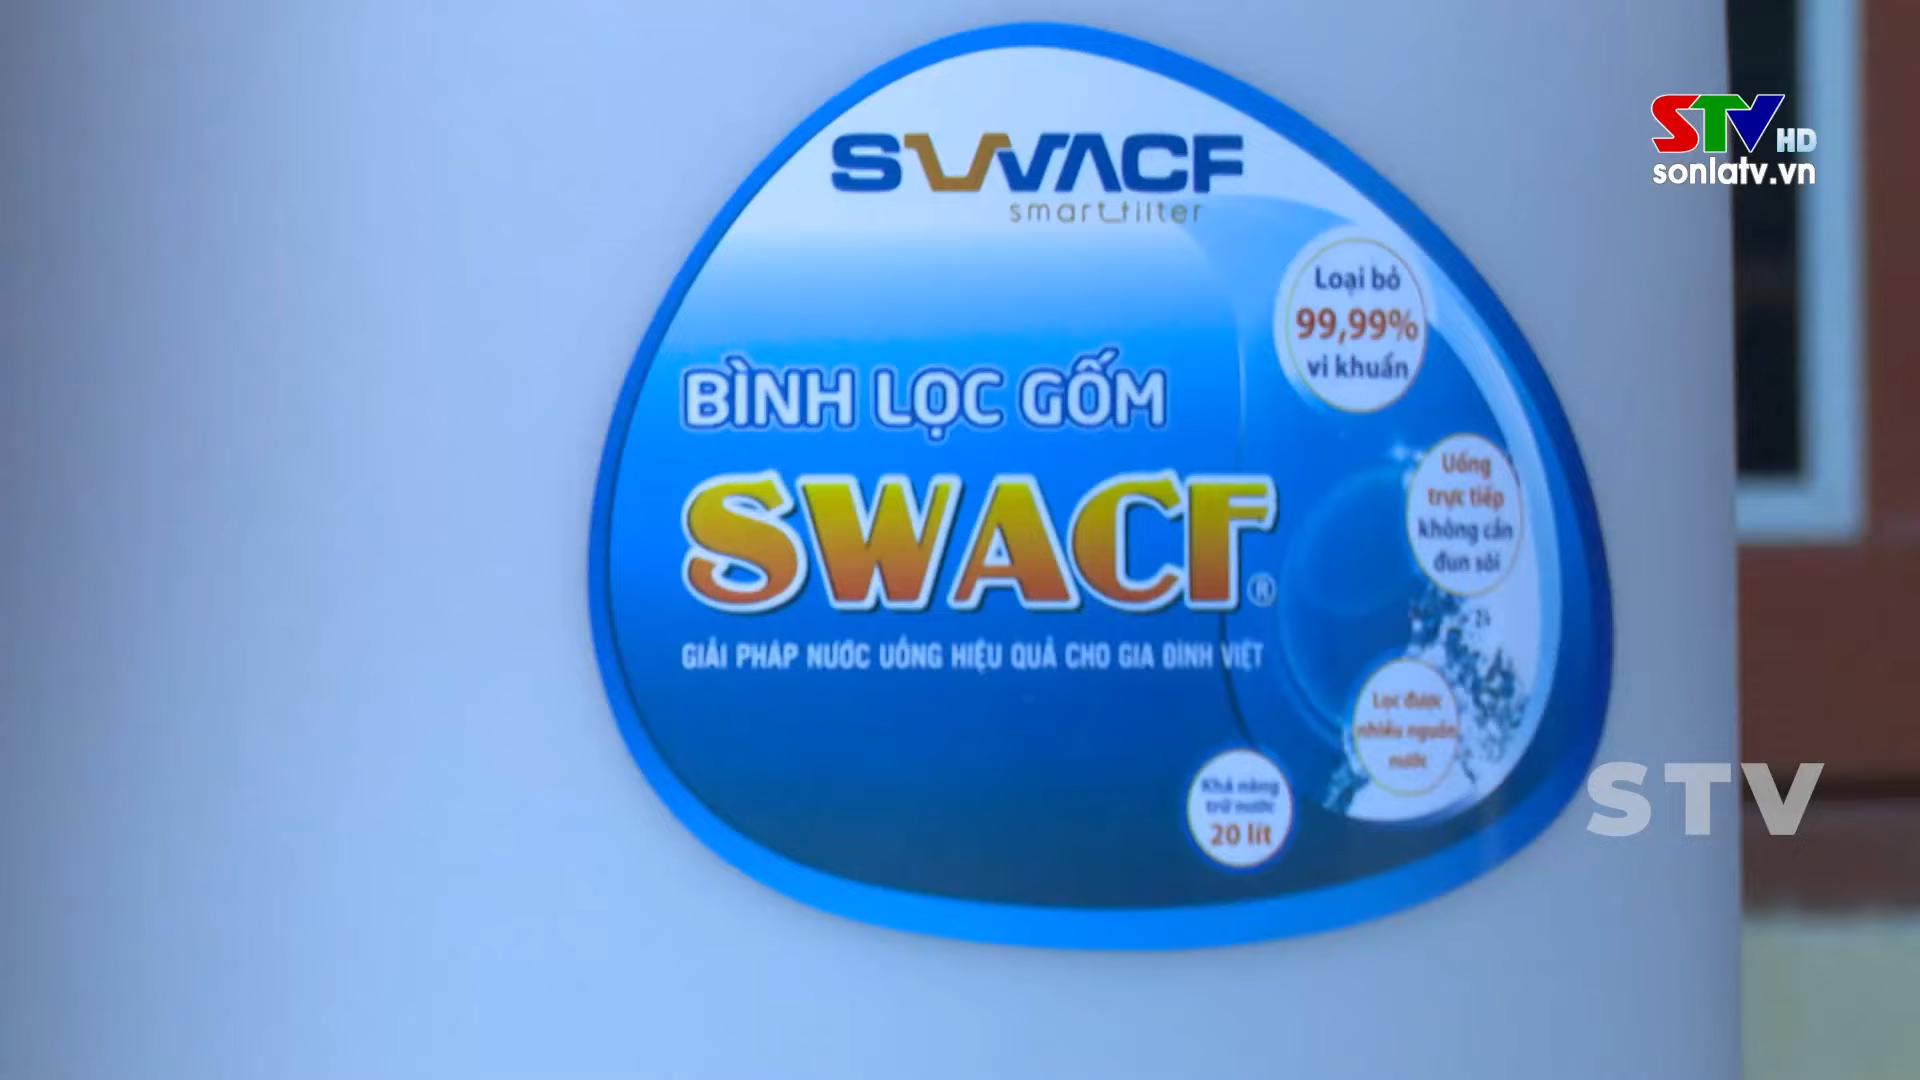 SWACF
smart filter
STV HD
sonlatv.vn
Loại bỏ
99,99%
vi khuẩn
BÌNH LỌC GỐM
SWACF®
Uống
trực tiếp
không cần
đun sôi
GIẢI PHÁP NƯỚC UỐNG HIỆU QUẢ CHO GIA ĐÌNH VIỆT
Lọc được
nhiều nguồn
nước
Khả năng
trữ nước
20 lít
STV